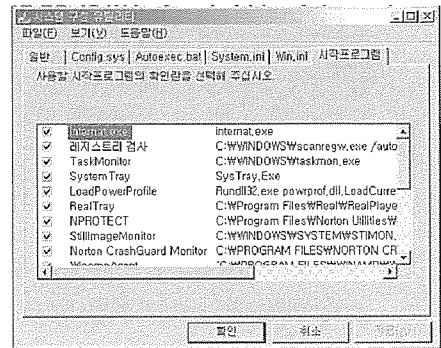 시스템 구성 유틸리티
파일(F) 보기(V) 도움말(H)
일반 Config.sys Autoexec.bat System.ini Win.ini 시작프로그램
사용할 시작프로그램의 확인란을 선택해 주십시오.
internat.exe internat.exe
레지스트리 검사 C:₩WINDOWS₩scanregw.exe /auto
TaskMonitor C:₩WINDOWS₩taskmon.exe
SystemTray SysTray.Exe
LoadPowerProfile Rundll32.exe powrprof.dll,LoadCurre
RealTray C:₩Program Files₩Real₩RealPlaye
NPROTECT C:₩Program Files₩Norton Utilities₩
StillImageMonitor C:₩WINDOWS₩SYSTEM₩STIMON.
Norton CrashGuard Monitor C:₩PROGRAM FILES₩NORTON CR
WinampAgent "C:₩PROGRAM FILES₩WINAMP₩
확인 취소